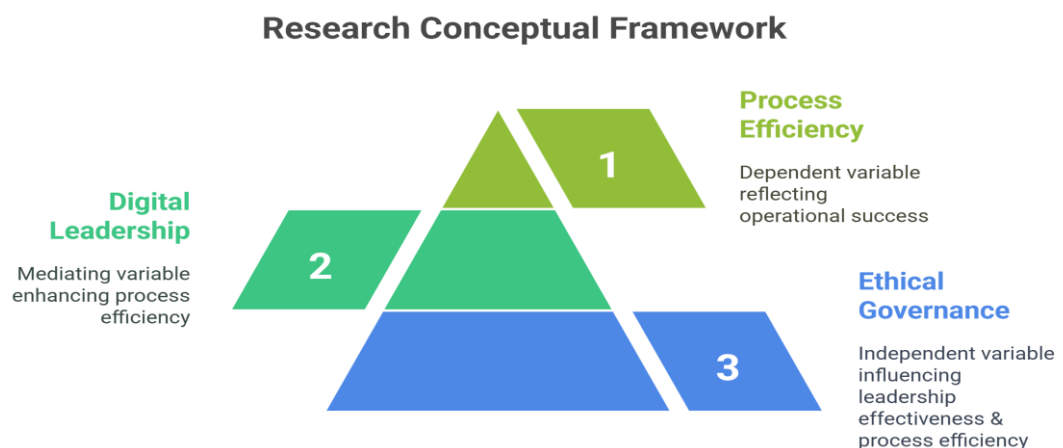 Research Conceptual Framework
Process
Efficiency
1
Dependent variable
reflecting
operational success
Digital
Leadership
2
Mediating variable
enhancing process
efficiency
Ethical
Governance
3
Independent variable
influencing
leadership
effectiveness &
process efficiency